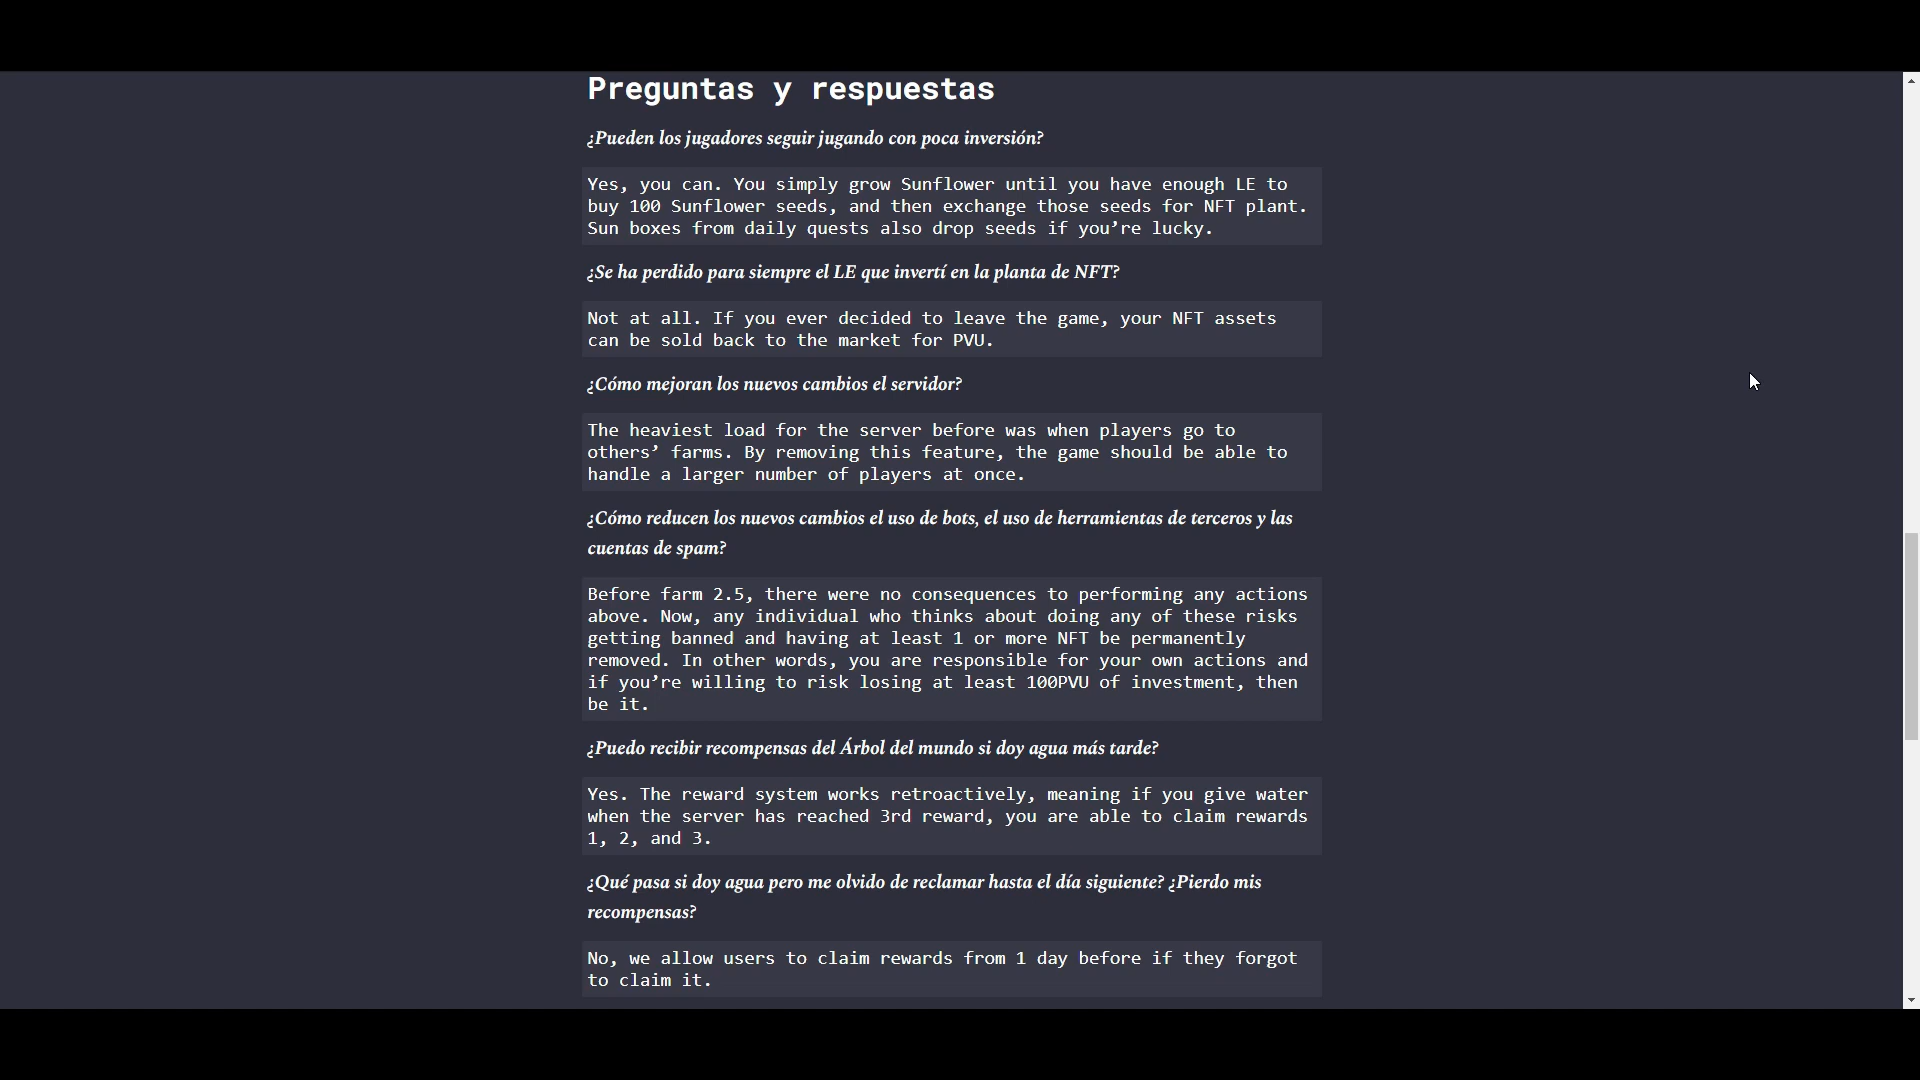 Preguntas y respuestas
¿Pueden los jugadores seguir jugando con poca inversión?
Yes, you can. You simply grow Sunflower until you have enough LE to
buy 100 Sunflower seeds, and then exchange those seeds for NFT plant.
Sun boxes from daily quests also drop seeds if you’re lucky.
¿Se ha perdido para siempre el LE que invertí en la planta de NFT?
Not at all. If you ever decided to leave the game, your NFT assets
can be sold back to the market for PVU.
¿Cómo mejoran los nuevos cambios el servidor?
The heaviest load for the server before was when players go to
others’ farms. By removing this feature, the game should be able to
handle a larger number of players at once.
¿Cómo reducen los nuevos cambios el uso de bots, el uso de herramientas de terceros y las
cuentas de spam?
Before farm 2.5, there were no consequences to performing any actions
above. Now, any individual who thinks about doing any of these risks
getting banned and having at least 1 or more NFT be permanently
removed. In other words, you are responsible for your own actions and
if you’re willing to risk losing at least 100PVU of investment, then
be it.
¿Puedo recibir recompensas del Árbol del mundo si doy agua más tarde?
Yes. The reward system works retroactively, meaning if you give water
when the server has reached 3rd reward, you are able to claim rewards
1, 2, and 3.
¿Qué pasa si doy agua pero me olvido de reclamar hasta el día siguiente? ¿Pierdo mis
recompensas?
No, we allow users to claim rewards from 1 day before if they forgot
to claim it.